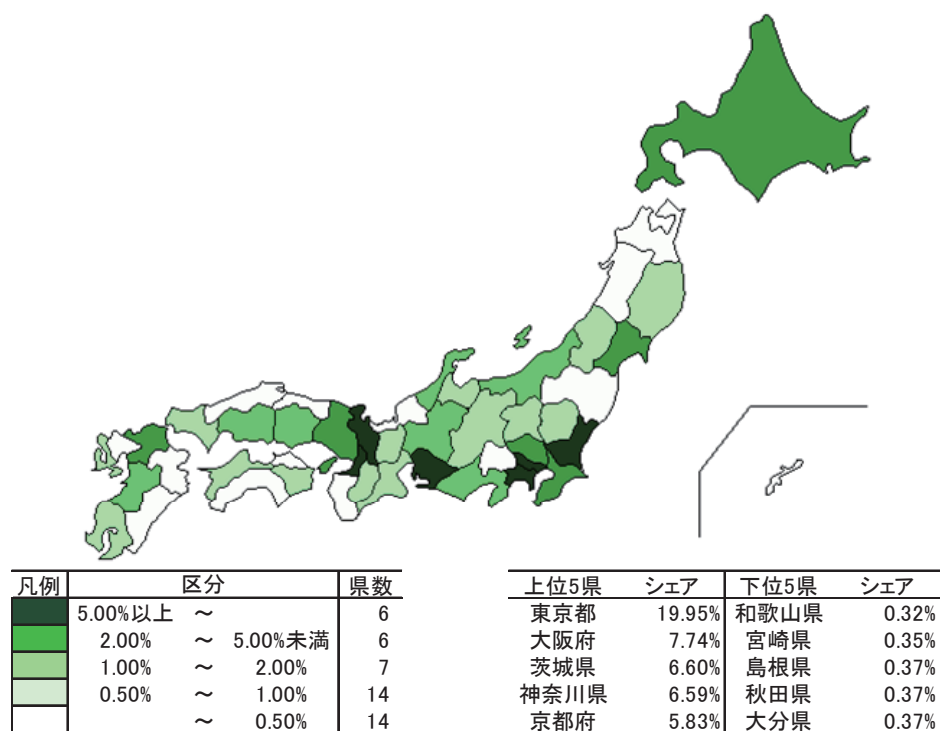 凡例 区分 県数
5.00%以上 ～ 6
2.00% ～ 5.00%未満 6
1.00% ～ 2.00% 7
0.50% ～ 1.00% 14
～ 0.50% 14
上位5県 シェア 下位5県 シェア
東京都 19.95% 和歌山県 0.32%
大阪府 7.74% 宮崎県 0.35%
茨城県 6.60% 島根県 0.37%
神奈川県 6.59% 秋田県 0.37%
京都府 5.83% 大分県 0.37%